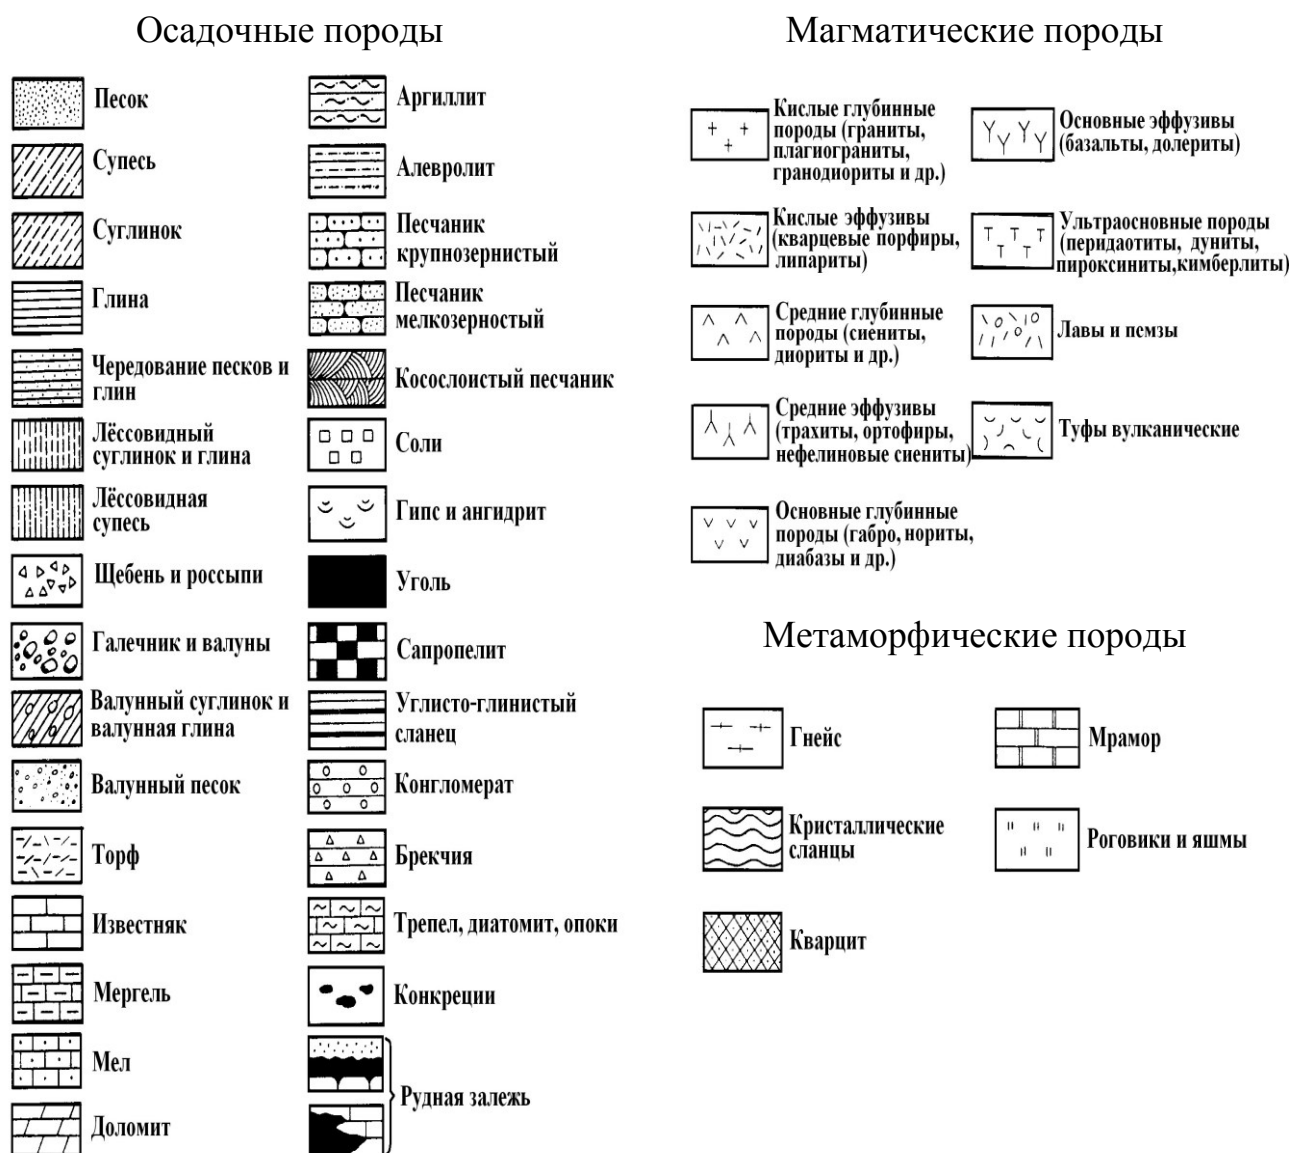 Осадочные породы
Песок
Супесь
Суглинок
Глина
Чередование песков и
глин
Лёссовидный
суглинок и глина
Лёссовидная
супесь
Щебень и россыпи
Галечник и валуны
Валунный суглинок и
валунная глина
Валунный песок
Торф
Известняк
Мергель
Мел
Доломит
Аргиллит
Алевролит
Песчаник
крупнозернистый
Песчаник
мелкозерностый
Косослоистый песчаник
Соли
Гипс и ангидрит
Уголь
Сапропелит
Углисто-глинистый
сланец
Конгломерат
Брекчия
Трепел, диатомит, опоки
Конкреции
Рудная залежь
Магматические породы
Кислые глубинные
породы (граниты,
плагиограниты,
гранодиориты и др.)
Кислые эффузивы
(кварцевые порфиры,
липариты)
Средние глубинные
породы (сиениты,
диориты и др.)
Средние эффузивы
(трахиты, ортофиры,
нефелиновые сиениты)
Основные глубинные
породы (габро, нориты,
диабазы и др.)
Основные эффузивы
(базальты, долериты)
Ультраосновные породы
(перидаотиты, дуниты,
пироксиниты,кимберлиты)
Лавы и пемзы
Туфы вулканические
Метаморфические породы
Гнейс
Кристаллические
сланцы
Кварцит
Мрамор
Роговики и яшмы